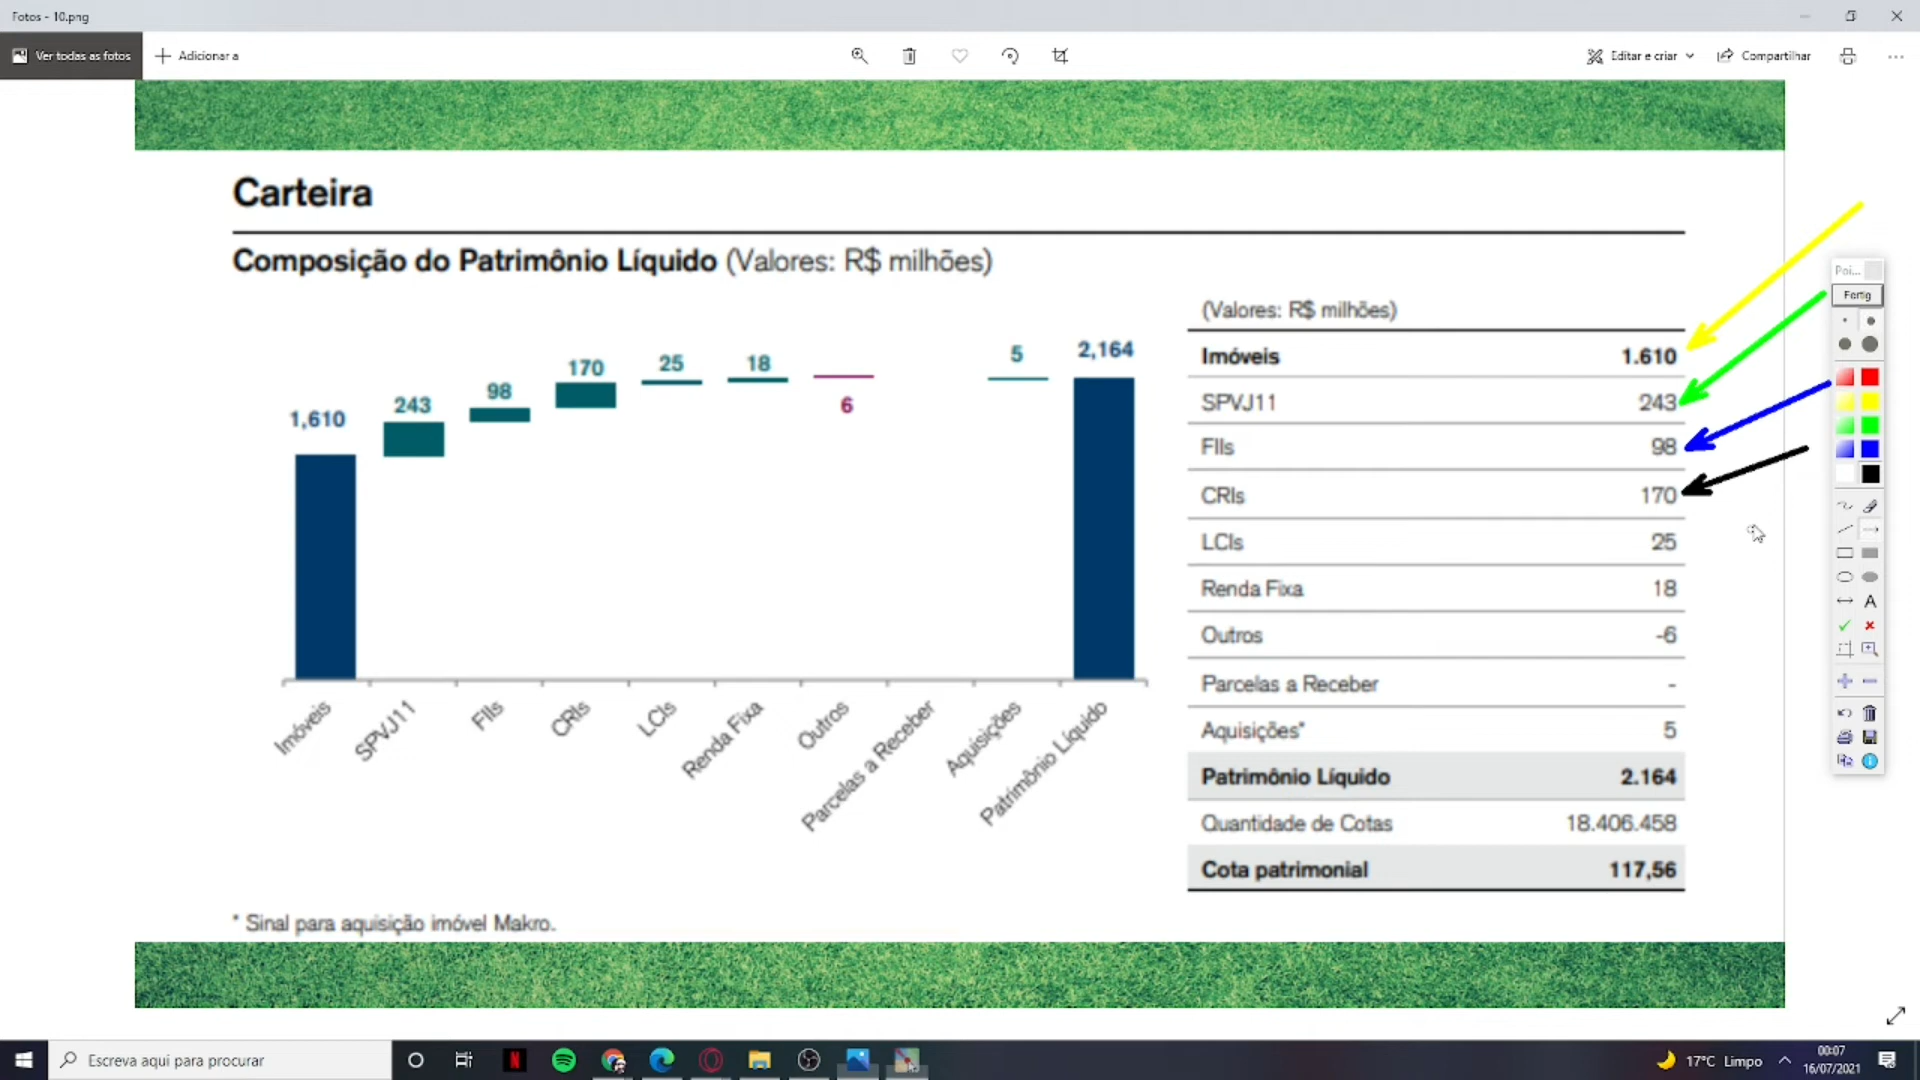 Fotos - 10.png
Ver todas as fotos
Adicionar a
Editar e criar
Compartilhar
Carteira
Composição do Patrimônio Líquido (Valores: R$ milhões)
1,610
243
98
170
25
18
6
5
2,164
Imóveis
SPVJ11
FIIs
CRIs
LCIs
Renda Fixa
Outros
Parcelas a Receber
Aquisições
Patrimônio Líquido
(Valores: R$ milhões)
Imóveis 1.610
SPVJ11 243
FIIs 98
CRIs 170
LCIs 25
Renda Fixa 18
Outros -6
Parcelas a Receber -
Aquisições* 5
Patrimônio Líquido 2.164
Quantidade de Cotas 18.406.458
Cota patrimonial 117,56
* Sinal para aquisição imóvel Makro.
Poi...
Fertig
A
Escreva aqui para procurar
17°C Limpo
00:07
16/07/2021